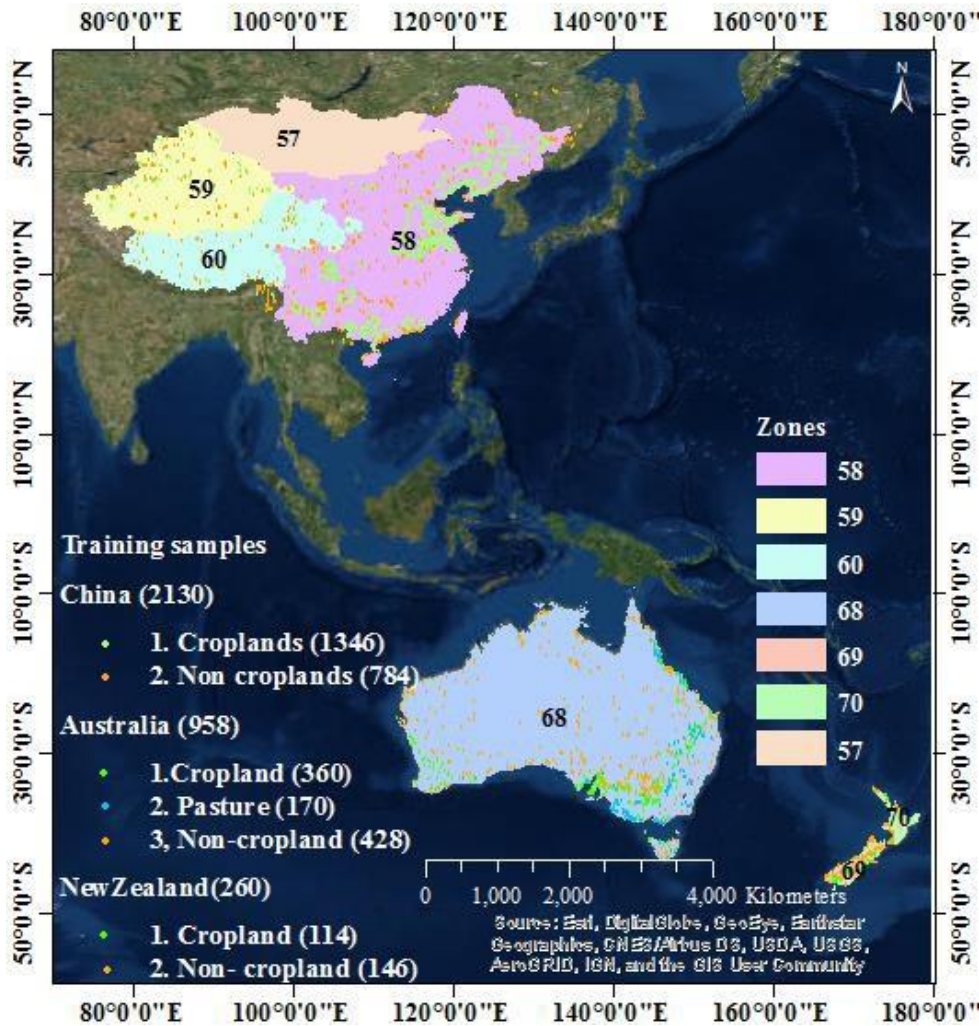 80°0'0"E 100°0'0"E 120°0'0"E 140°0'0"E 160°0'0"E 180°0'0"E
N
50°0'0"N
30°0'0"N
10°0'0"N
10°0'0"S
30°0'0"S
50°0'0"S
57
59
58
60
68
70
69
Zones
58
59
60
68
69
70
57
Training samples
China (2130)
1. Croplands (1346)
2. Non croplands (784)
Australia (958)
1.Cropland (360)
2. Pasture (170)
3, Non-cropland (428)
NewZealand(260)
1. Cropland (114)
2. Non- cropland (146)
0 1,000 2,000 4,000 Kilometers
Source: Esri, DigitalGlobe, GeoEye, Earthstar
Geographics, CNES/Airbus DS, USDA, USGS,
AeroGRID, IGN, and the GIS User Community
50°0'0"N
30°0'0"N
10°0'0"N
10°0'0"S
30°0'0"S
50°0'0"S
80°0'0"E 100°0'0"E 120°0'0"E 140°0'0"E 160°0'0"E 180°0'0"E